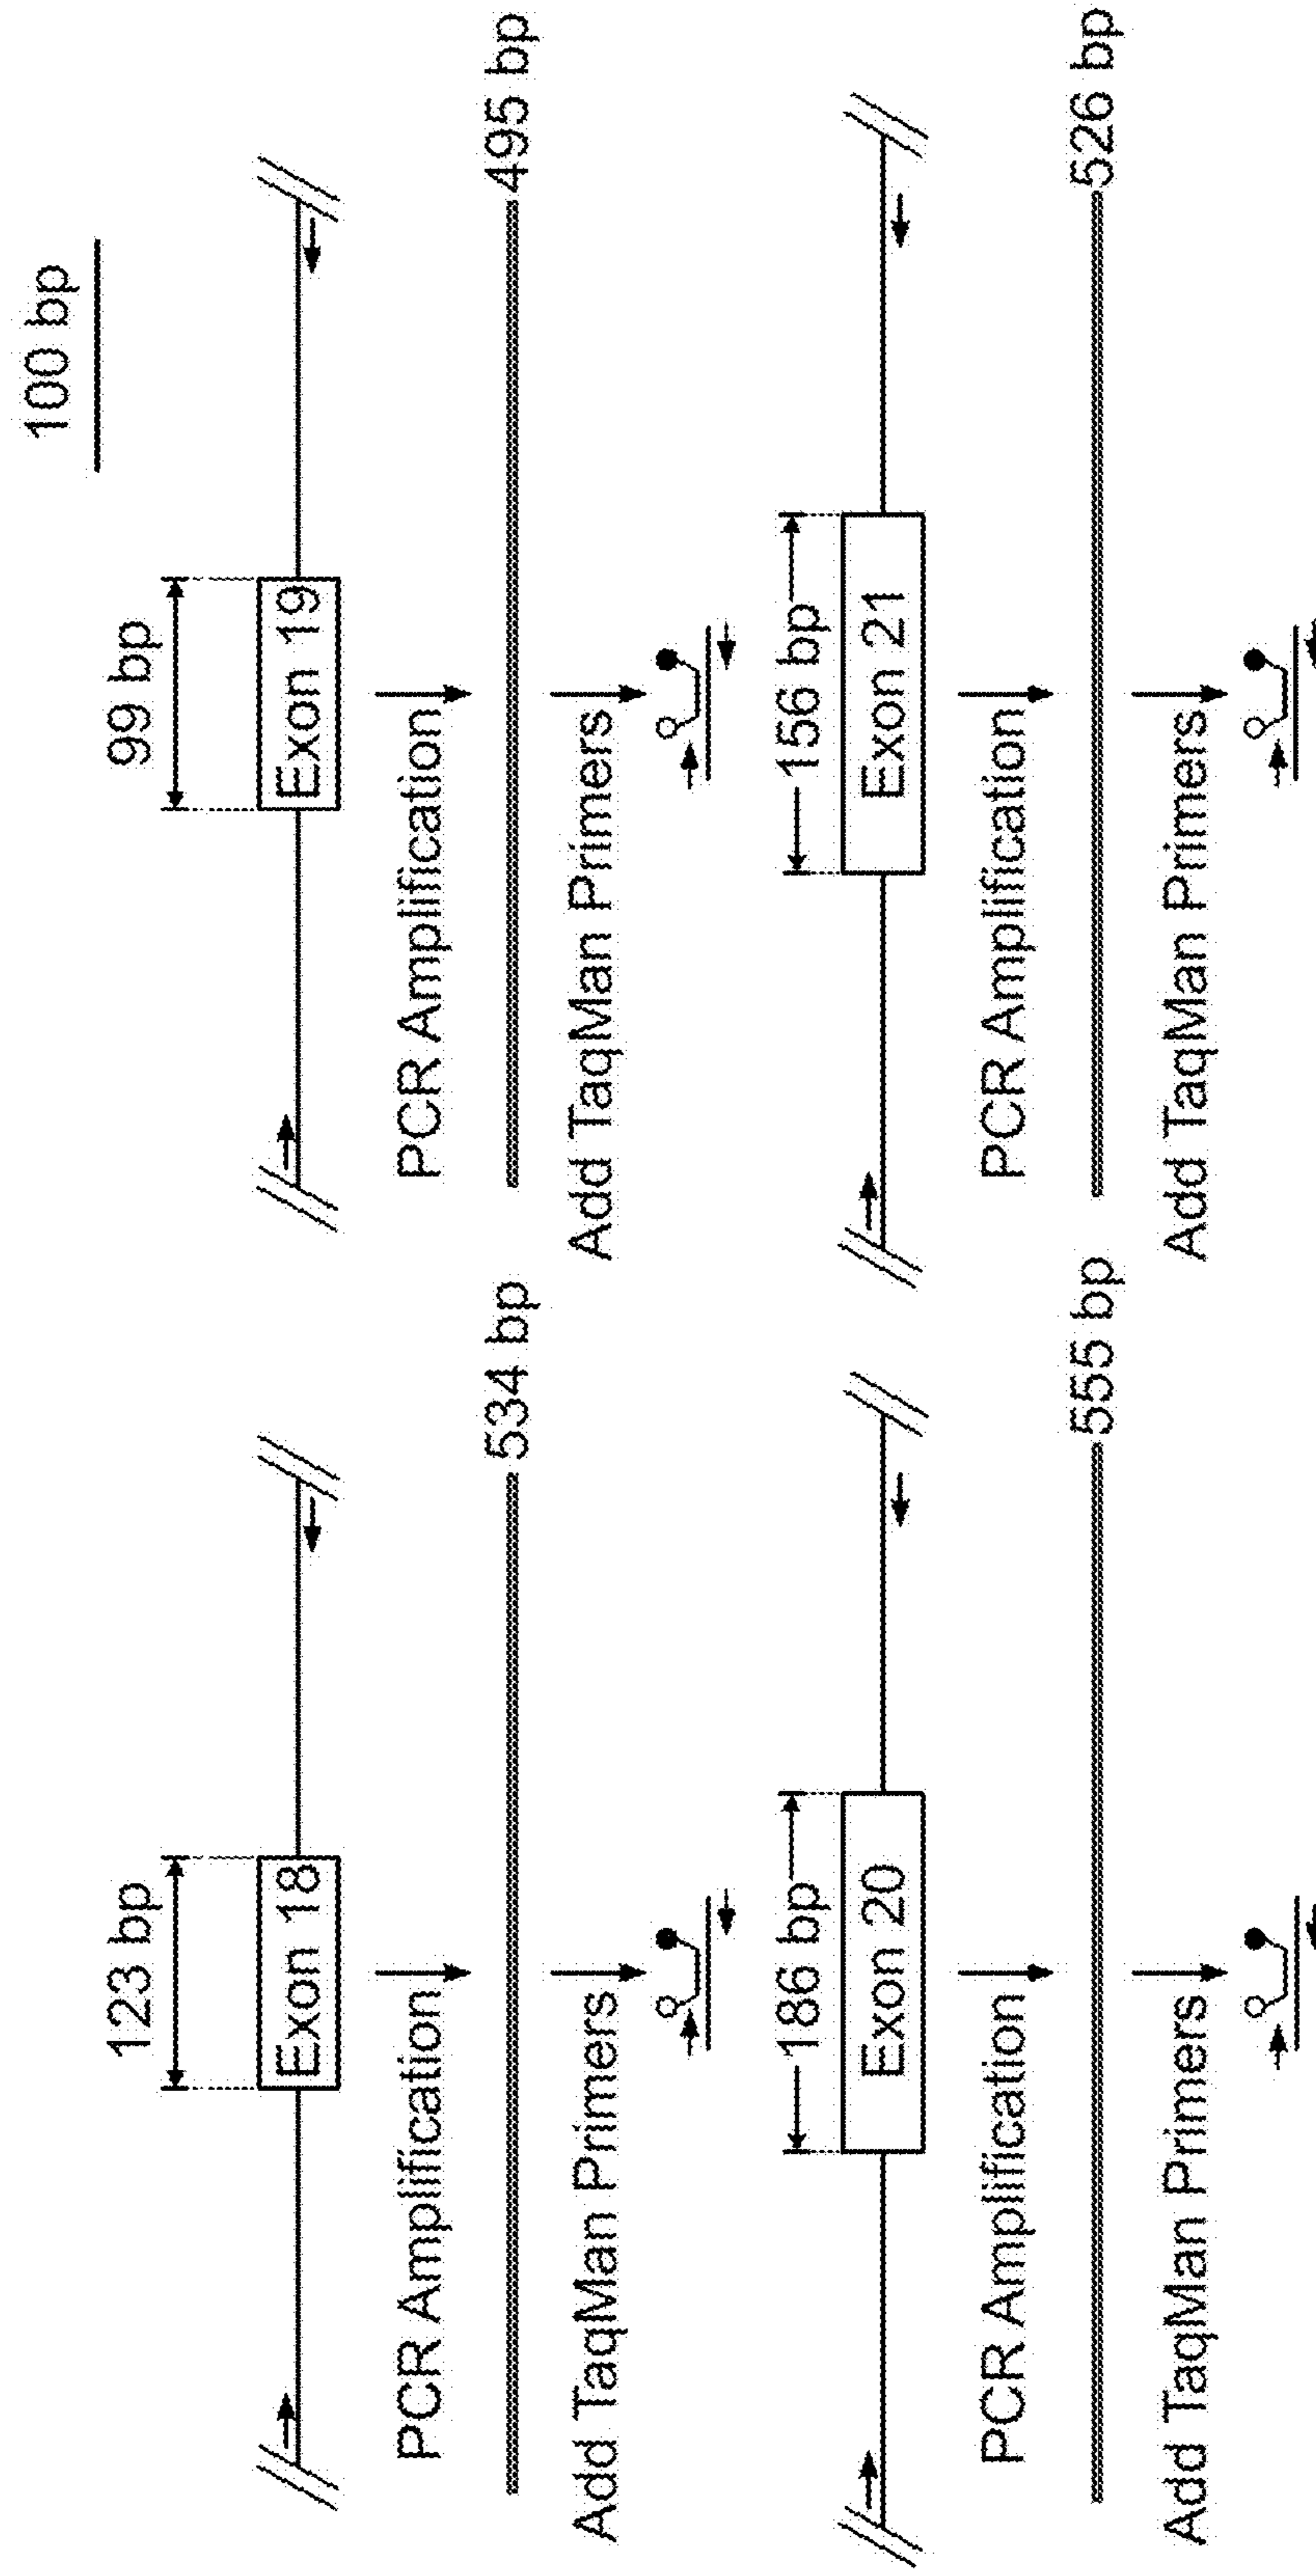 100 bp
123 bp
Exon 18
PCR Amplification
534 bp
Add TaqMan Primers
99 bp
Exon 19
PCR Amplification
495 bp
Add TaqMan Primers
186 bp
Exon 20
PCR Amplification
555 bp
Add TaqMan Primers
156 bp
Exon 21
PCR Amplification
526 bp
Add TaqMan Primers